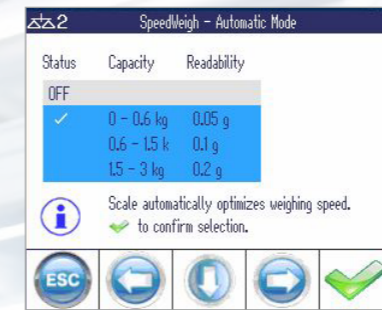 2 SpeedWeigh - Automatic Mode
Status Capacity Readability
OFF
0 - 0.6 kg 0.05 g
0.6 - 1.5 k 0.1 g
1.5 - 3 kg 0.2 g
Scale automatically optimizes weighing speed.
to confirm selection.
ESC